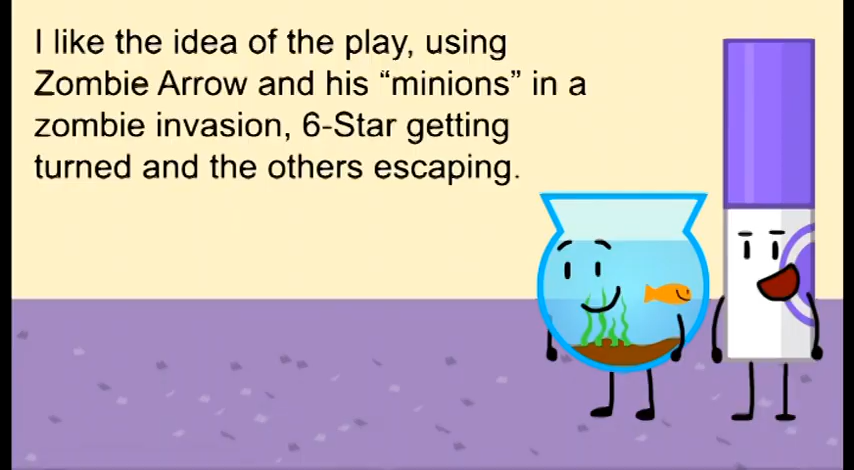 I like the idea of the play, using
Zombie Arrow and his “minions” in a
zombie invasion, 6-Star getting
turned and the others escaping.